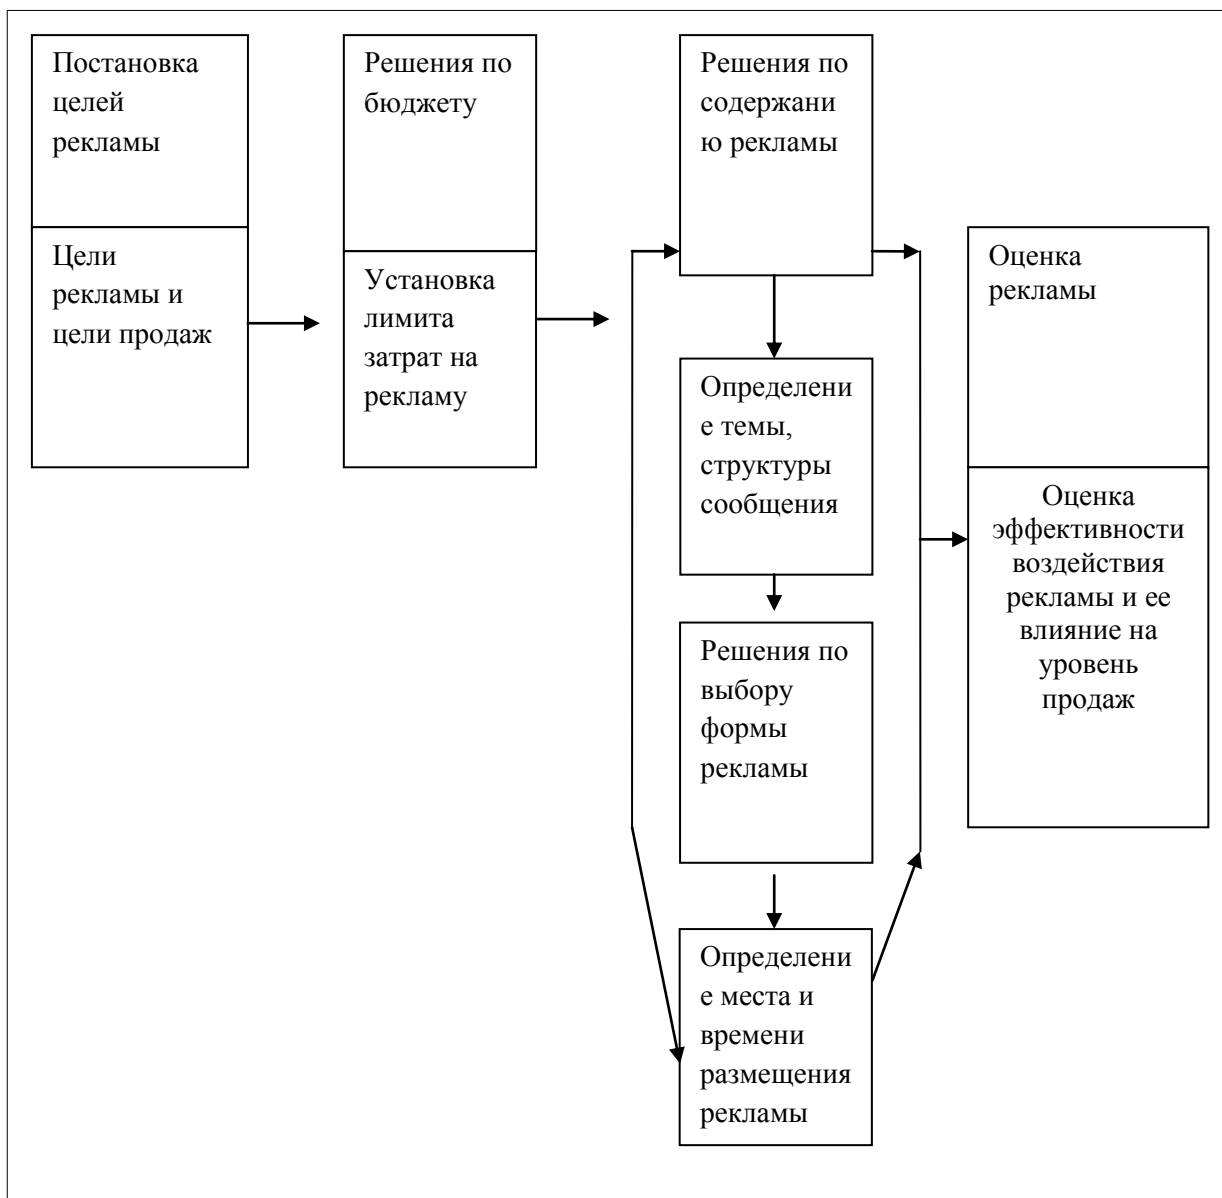 Постановка
целей
рекламы
Цели
рекламы и
цели продаж
Решения по
бюджету
Установка
лимита
затрат на
рекламу
Решения по
содержани
ю рекламы
Определени
е темы,
структуры
сообщения
Решения по
выбору
формы
рекламы
Определени
е места и
времени
размещения
рекламы
Оценка
рекламы
Оценка
эффективности
воздействия
рекламы и ее
влияние на
уровень
продаж